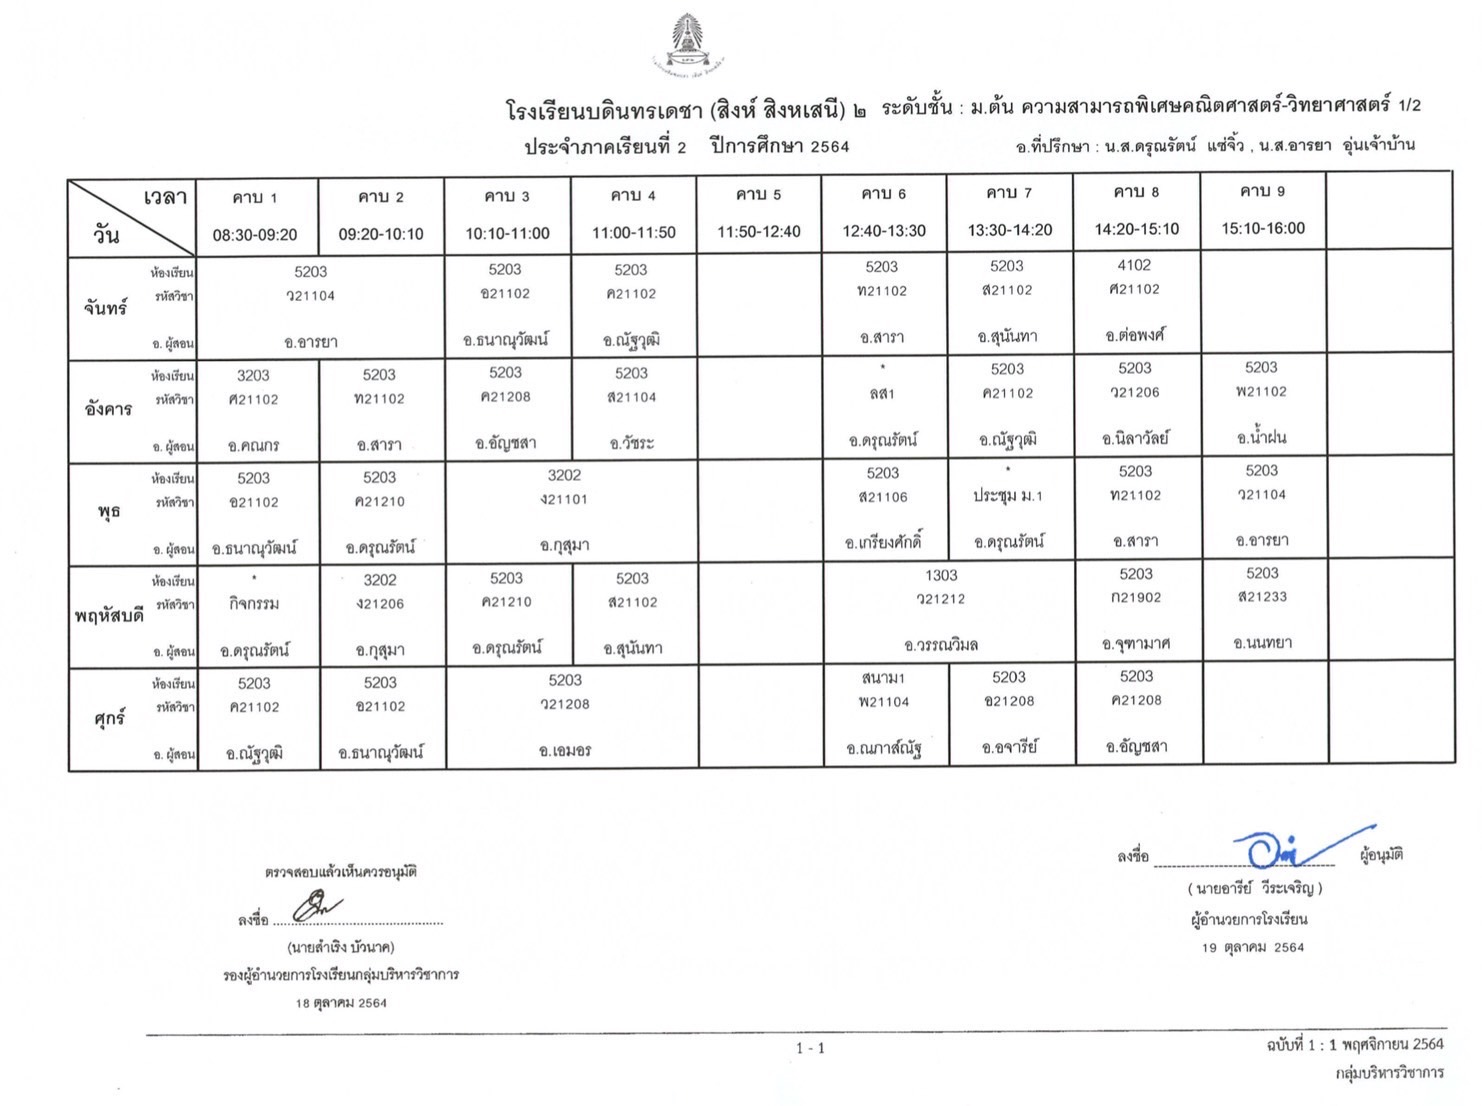 โรงเรียนบดินทรเดชา (สิงห์ สิงหเสนี) ๒ ระดับชั้น : ม.ต้น ความสามารถพิเศษคณิตศาสตร์-วิทยาศาสตร์ 1/2
ประจำภาคเรียนที่ 2 ปีการศึกษา 2564 อ.ที่ปรึกษา : น.ส.ดรุณรัตน์ แซ่จิ๋ว , น.ส.อารยา อุ่นเจ้าบ้าน
เวลา คาบ 1 คาบ 2 คาบ 3 คาบ 4 คาบ 5 คาบ 6 คาบ 7 คาบ 8 คาบ 9
วัน 08:30-09:20 09:20-10:10 10:10-11:00 11:00-11:50 11:50-12:40 12:40-13:30 13:30-14:20 14:20-15:10 15:10-16:00
ห้องเรียน 5203 5203 5203 5203 5203 4102
จันทร์ รหัสวิชา ว21104 อ21102 ค21102 ท21102 ส21102 ศ21102
อ. ผู้สอน อ.อารยา อ.ธนาณุวัฒน์ อ.ณัฐวุฒิ อ.สารา อ.สุนันทา อ.ต่อพงศ์
ห้องเรียน 3203 5203 5203 5203 * 5203 5203 5203
อังคาร รหัสวิชา ศ21102 ท21102 ค21208 ส21104 ลส1 ค21102 ว21206 พ21102
อ. ผู้สอน อ.คณกร อ.สารา อ.อัญชสา อ.วัชระ อ.ดรุณรัตน์ อ.ณัฐวุฒิ อ.นิลาวัลย์ อ.น้ำฝน
ห้องเรียน 5203 5203 3202 5203 * 5203 5203
พุธ รหัสวิชา อ21102 ค21210 ง21101 ส21106 ประชุม ม.1 ท21102 ว21104
อ. ผู้สอน อ.ธนาณุวัฒน์ อ.ดรุณรัตน์ อ.กุสุมา อ.เกรียงศักดิ์ อ.ดรุณรัตน์ อ.สารา อ.อารยา
ห้องเรียน * 3202 5203 5203 1303 5203 5203
พฤหัสบดี รหัสวิชา กิจกรรม ง21206 ค21210 ส21102 ว21212 ก21902 ส21233
อ. ผู้สอน อ.ดรุณรัตน์ อ.กุสุมา อ.ดรุณรัตน์ อ.สุนันทา อ.วรรณวิมล อ.จุฑามาศ อ.นนทยา
ห้องเรียน 5203 5203 5203 สนาม1 5203 5203
ศุกร์ รหัสวิชา ค21102 อ21102 ว21208 พ21104 อ21208 ค21208
อ. ผู้สอน อ.ณัฐวุฒิ อ.ธนาณุวัฒน์ อ.เอมอร อ.ณภาส์ณัฐ อ.อจารีย์ อ.อัญชสา
ตรวจสอบแล้วเห็นควรอนุมัติ
ลงชื่อ
(นายสำเริง บัวนาค)
รองผู้อำนวยการโรงเรียนกลุ่มบริหารวิชาการ
18 ตุลาคม 2564
ลงชื่อ ผู้อนุมัติ
( นายอารีย์ วีระเจริญ )
ผู้อำนวยการโรงเรียน
19 ตุลาคม 2564
1 - 1
ฉบับที่ 1 : 1 พฤศจิกายน 2564
กลุ่มบริหารวิชาการ